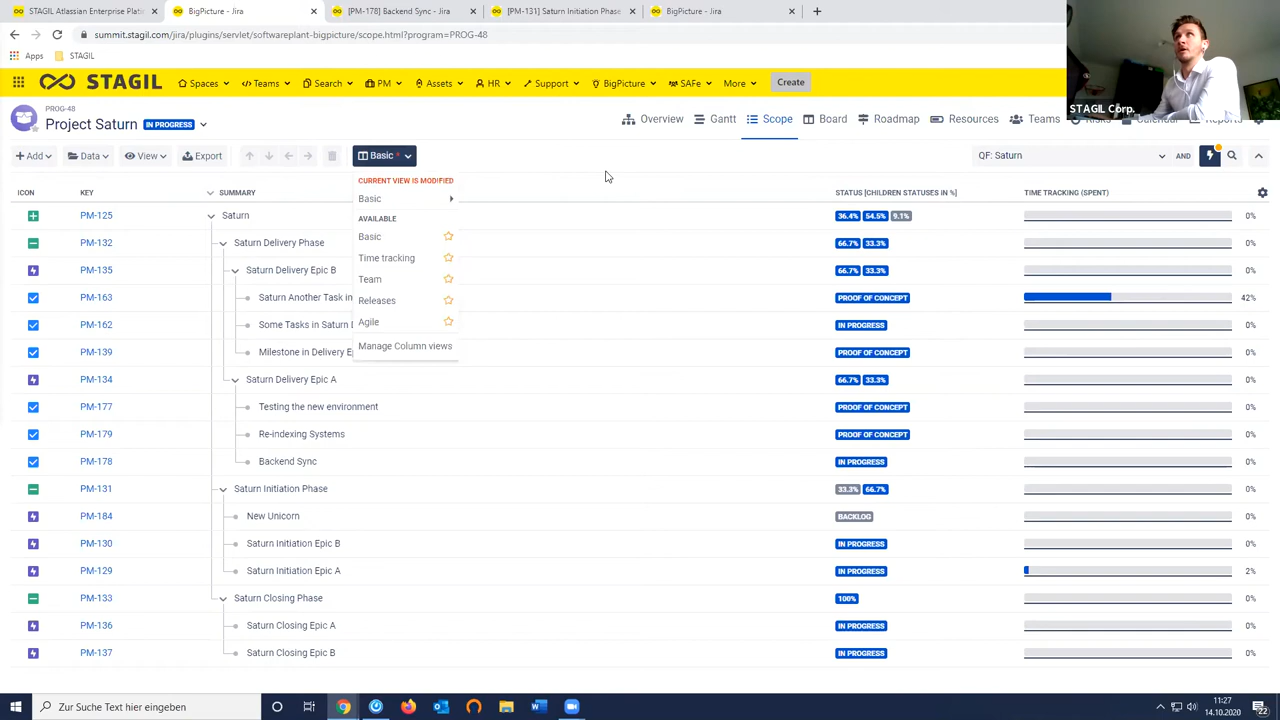 STAGIL Atlassian Enterprise Platen
BigPicture - Jira
[PM-178] Backend Sync - Jira
[PM-131] Saturn Initiation Phase
BigPicture - Jira
summit.stagil.com/jira/plugins/servlet/softwareplant-bigpicture/scope.html?program=PROG-48
Apps STAGIL
STAGIL Spaces Teams Search PM Assets HR Support BigPicture SAFe More Create
STAGIL Corp.
PROG-48
Project Saturn IN PROGRESS
Overview Gantt Scope Board Roadmap Resources Teams Risks Calendar Reports
Add Data View Export Basic * QF: Saturn AND
CURRENT VIEW IS MODIFIED
Basic
AVAILABLE
Basic
Time tracking
Team
Releases
Agile
Manage Column views
ICON KEY SUMMARY STATUS [CHILDREN STATUSES IN %] TIME TRACKING (SPENT)
PM-125 Saturn 36.4% 54.5% 9.1% 0%
PM-132 Saturn Delivery Phase 66.7% 33.3% 0%
PM-135 Saturn Delivery Epic B 66.7% 33.3% 0%
PM-163 Saturn Another Task in PROOF OF CONCEPT 42%
PM-162 Some Tasks in Saturn IN PROGRESS 0%
PM-139 Milestone in Delivery PROOF OF CONCEPT 0%
PM-134 Saturn Delivery Epic A 66.7% 33.3% 0%
PM-177 Testing the new environment PROOF OF CONCEPT 0%
PM-179 Re-indexing Systems PROOF OF CONCEPT 0%
PM-178 Backend Sync IN PROGRESS 0%
PM-131 Saturn Initiation Phase 33.3% 66.7% 0%
PM-184 New Unicorn BACKLOG 0%
PM-130 Saturn Initiation Epic B IN PROGRESS 0%
PM-129 Saturn Initiation Epic A IN PROGRESS 2%
PM-133 Saturn Closing Phase 100% 0%
PM-136 Saturn Closing Epic A IN PROGRESS 0%
PM-137 Saturn Closing Epic B IN PROGRESS 0%
Zur Suche Text hier eingeben
11:27
14.10.2020
22